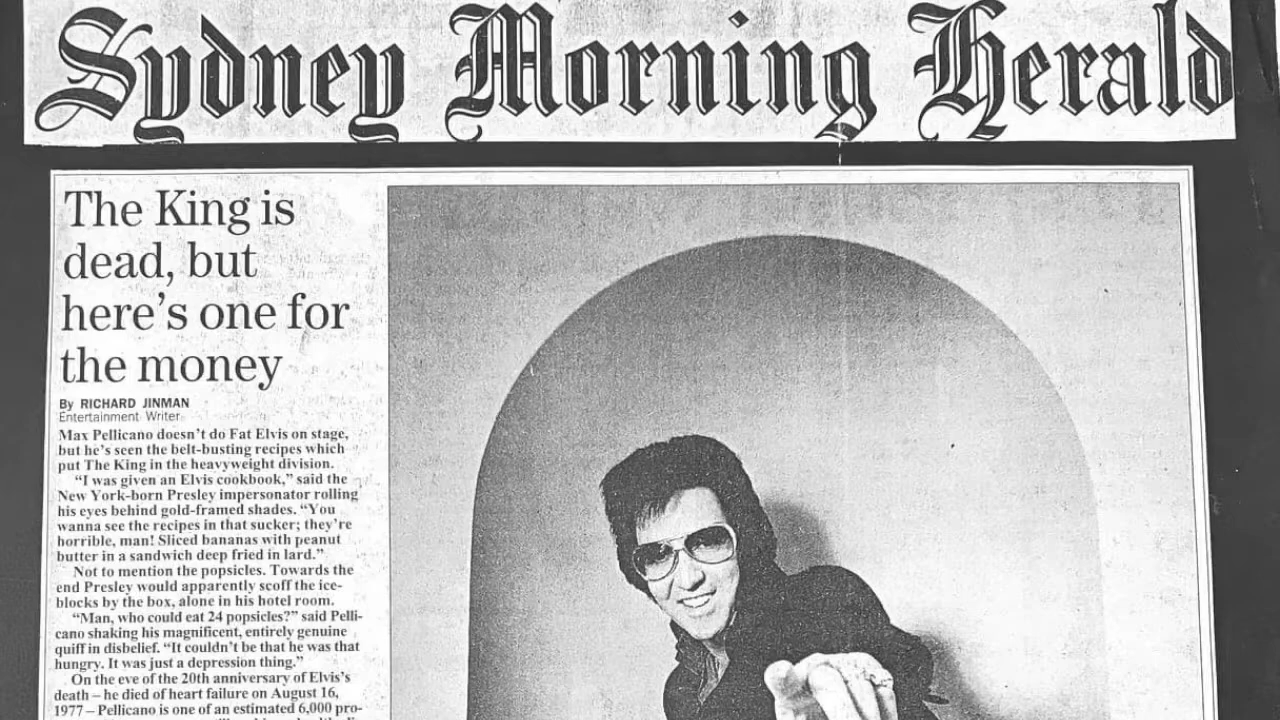 Sydney Morning Herald
The King is
dead, but
here's one for
the money
By RICHARD JINMAN
Entertainment Writer
Max Pellicano doesn't do Fat Elvis on stage,
but he's seen the belt-busting recipes which
put The King in the heavyweight division.
"I was given an Elvis cookbook," said the
New York-born Presley impersonator rolling
his eyes behind gold-framed shades. "You
wanna see the recipes in that sucker; they're
horrible, man! Sliced bananas with peanut
butter in a sandwich deep fried in lard."
Not to mention the popsicles. Towards the
end Presley would apparently scoff the ice-
blocks by the box, alone in his hotel room.
"Man, who could eat 24 popsicles?" said Pelli-
cano shaking his magnificent, entirely genuine
quiff in disbelief. "It couldn't be that he was that
hungry. It was just a depression thing."
On the eve of the 20th anniversary of Elvis's
death – he died of heart failure on August 16,
1977 – Pellicano is one of an estimated 6,000 pro-